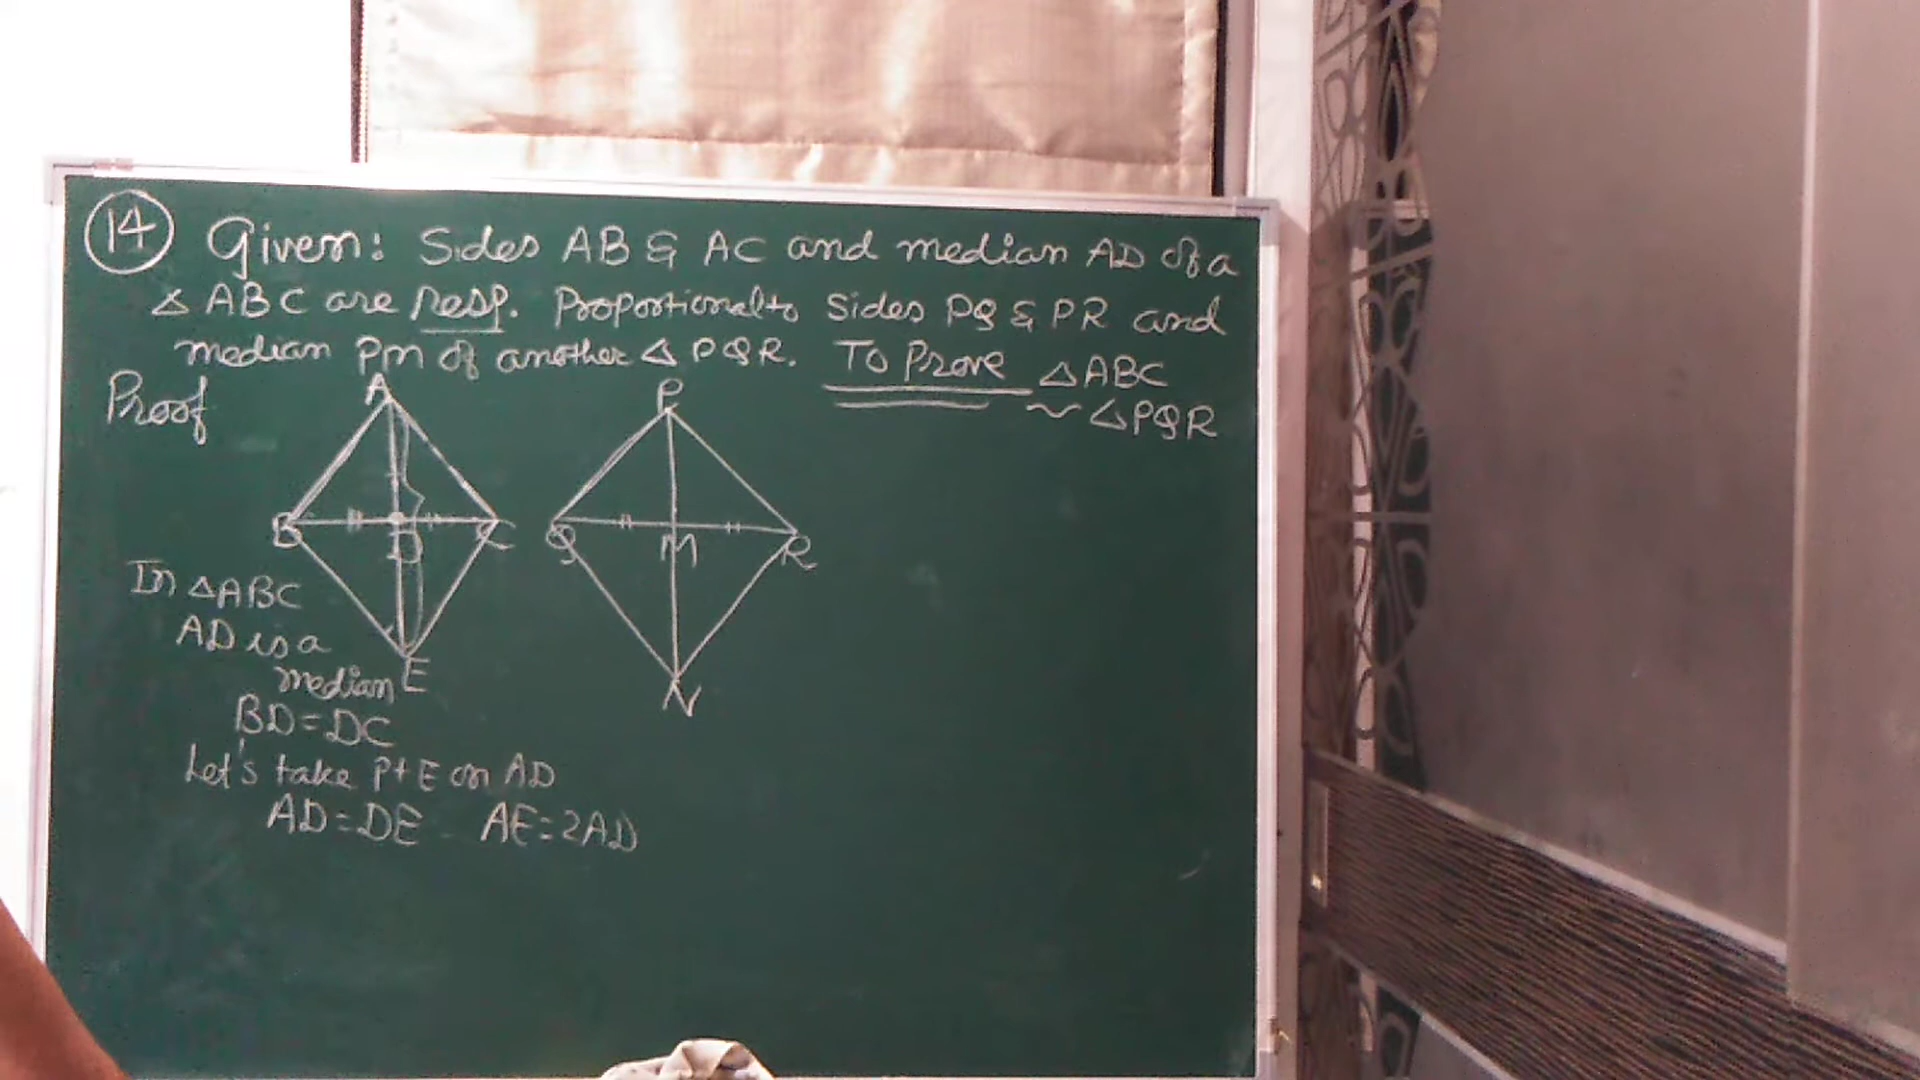 14 Given: Sides AB & AC and median AD of a
△ ABC are resp. Proportional to Sides PQ & PR and
median PM of another △ PQR. To Prove △ABC
~ △PQR
Proof
A
P
B
D
C
Q
M
R
E
N
In △ABC
AD is a
median
BD = DC
Let's take pt E on AD
AD = DE AE = 2AD